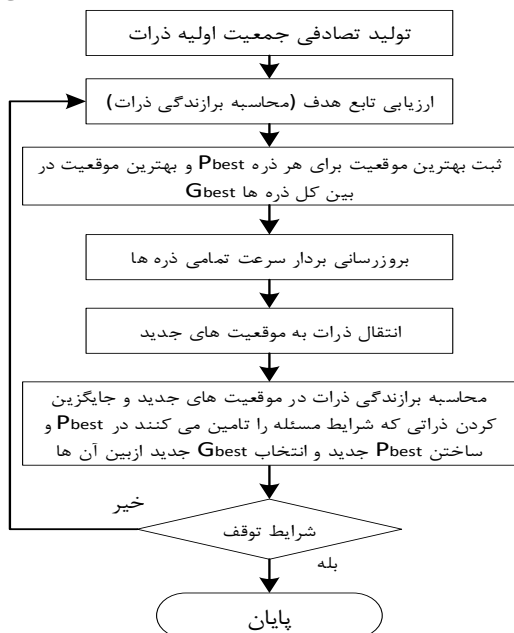 تولید تصادفی جمعیت اولیه ذرات
ارزیابی تابع هدف (محاسبه برازندگی ذرات)
ثبت بهترین موقعیت برای هر ذره Pbest و بهترین موقعیت در
بین کل ذره ها Gbest
بروزرسانی بردار سرعت تمامی ذره ها
انتقال ذرات به موقعیت های جدید
محاسبه برازندگی ذرات در موقعیت های جدید و جایگزین
کردن ذراتی که شرایط مسئله را تامین می کنند در Pbest و
ساختن Pbest جدید و انتخاب Gbest جدید ازبین آن ها
خیر
شرایط توقف
بله
پایان